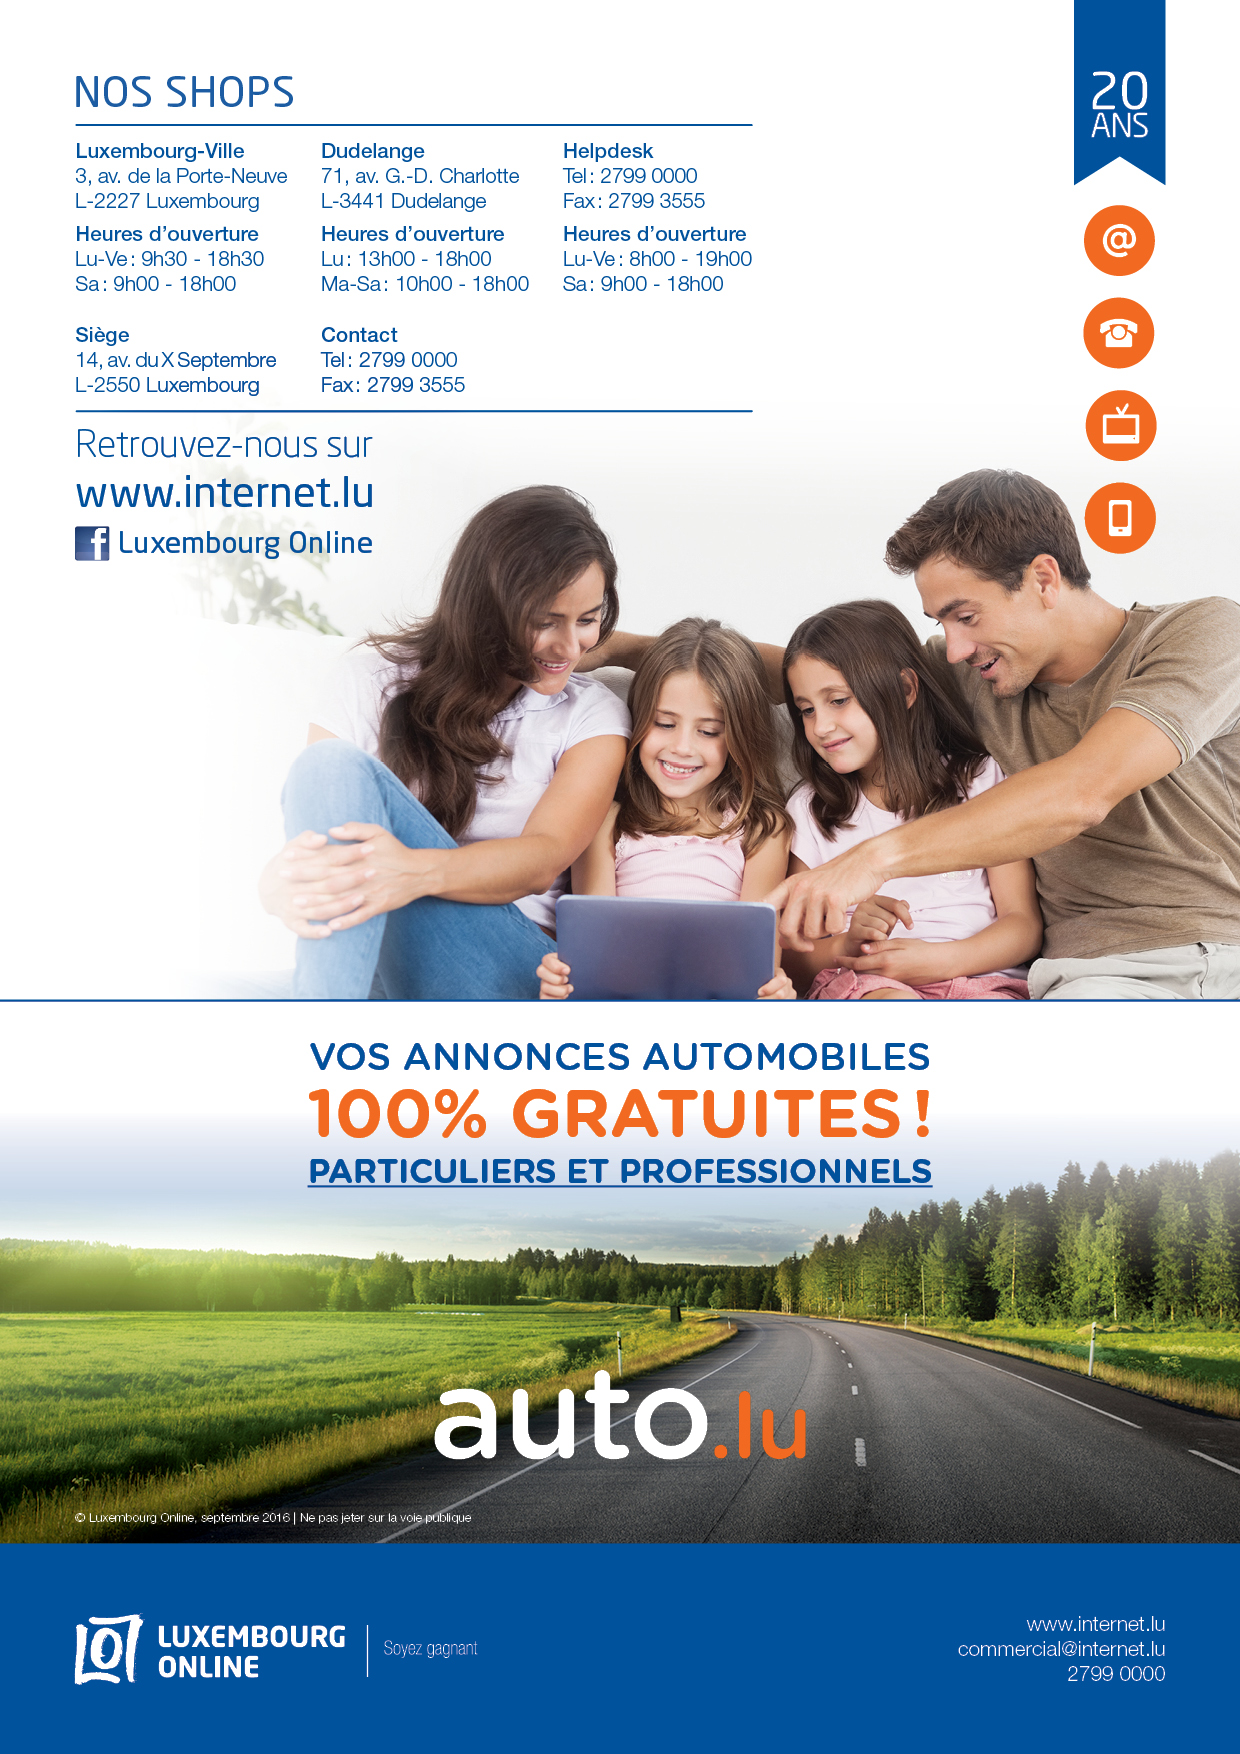 NOS SHOPS
20
ANS
Luxembourg-Ville
3, av. de la Porte-Neuve
L-2227 Luxembourg
Heures d'ouverture
Lu-Ve : 9h30 - 18h30
Sa : 9h00 - 18h00
Dudelange
71, av. G.-D. Charlotte
L-3441 Dudelange
Heures d'ouverture
Lu : 13h00 - 18h00
Ma-Sa : 10h00 - 18h00
Helpdesk
Tel : 2799 0000
Fax : 2799 3555
Heures d'ouverture
Lu-Ve : 8h00 - 19h00
Sa : 9h00 - 18h00
Siège
14, av. du X Septembre
L-2550 Luxembourg
Contact
Tel : 2799 0000
Fax : 2799 3555
Retrouvez-nous sur
www.internet.lu
f Luxembourg Online
@
VOS ANNONCES AUTOMOBILES
100% GRATUITES !
PARTICULIERS ET PROFESSIONNELS
auto.lu
© Luxembourg Online, septembre 2016 | Ne pas jeter sur la voie publique
LUXEMBOURG
ONLINE
Soyez gagnant
www.internet.lu
commercial@internet.lu
2799 0000